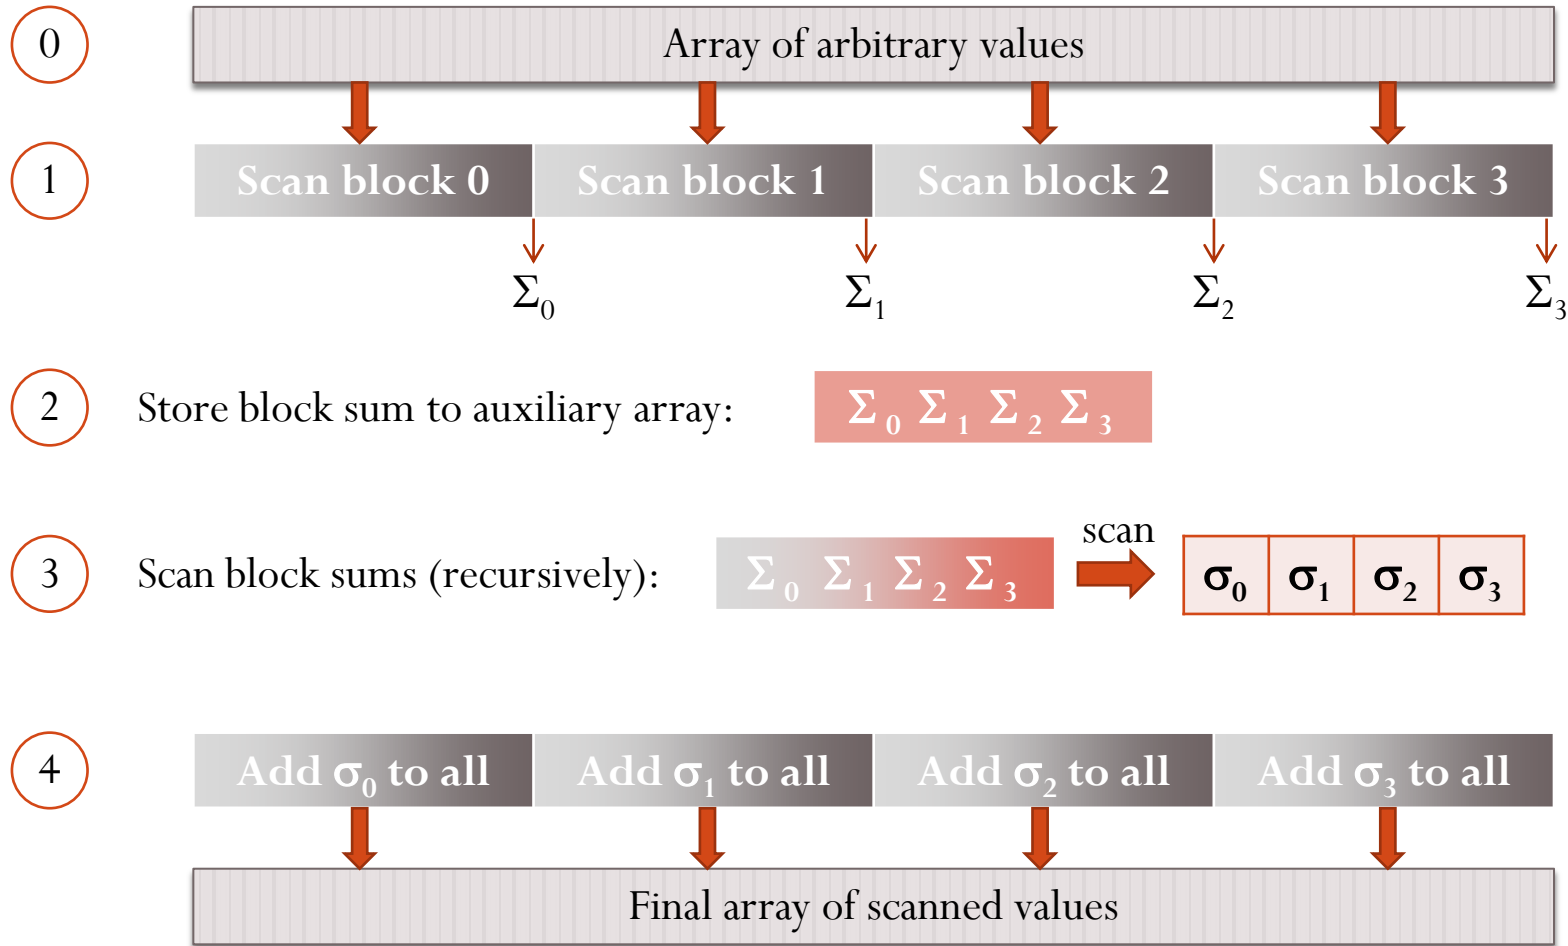 0 Array of arbitrary values
1 Scan block 0 Scan block 1 Scan block 2 Scan block 3
Σ₀ Σ₁ Σ₂ Σ₃
2 Store block sum to auxiliary array: Σ₀ Σ₁ Σ₂ Σ₃
scan
3 Scan block sums (recursively): Σ₀ Σ₁ Σ₂ Σ₃ σ₀ σ₁ σ₂ σ₃
4 Add σ₀ to all Add σ₁ to all Add σ₂ to all Add σ₃ to all
Final array of scanned values